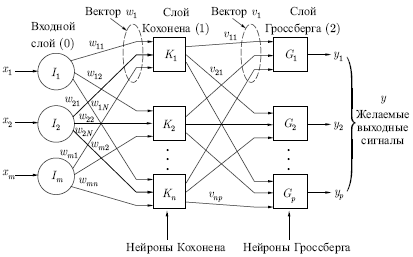 Входной
слой (0)
Вектор w₁
Слой
Кохонена (1)
Вектор v₁
Слой
Гроссберга (2)
x₁
I₁
w₁₁
w₁₂
w₁N
K₁
v₁₁
G₁
y₁
x₂
I₂
w₂₁
w₂₂
w₂N
K₂
v₂₁
G₂
y₂
xₘ
Iₘ
wₘ₁
wₘ₂
wₘₙ
Kₙ
vₙₚ
Gₚ
yₚ
y
Желаемые
выходные
сигналы
Нейроны Кохонена
Нейроны Гроссберга